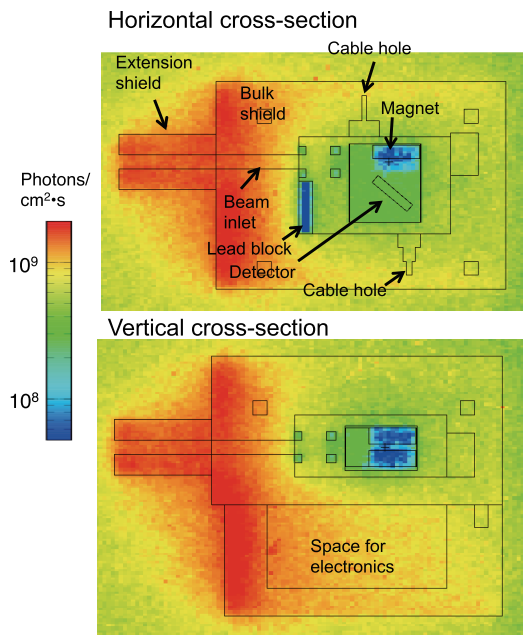 Horizontal cross-section
Cable hole
Extension
shield
Bulk
shield
Magnet
Photons/
cm²•s
Beam
inlet
10⁹
Lead block
Detector
Cable hole
Vertical cross-section
10⁸
Space for
electronics